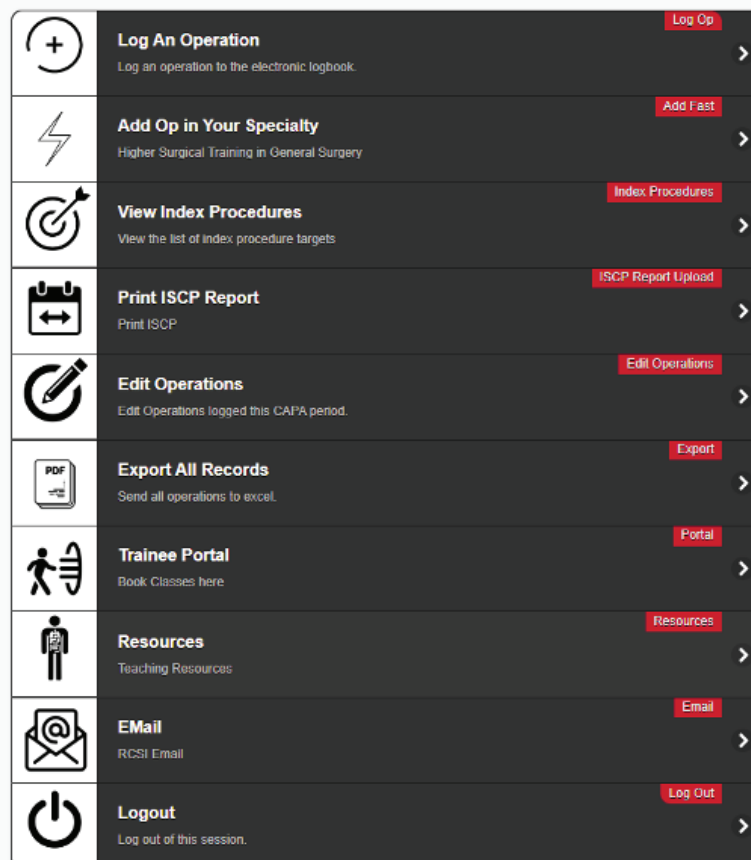 Log Op
Log An Operation
Log an operation to the electronic logbook.
Add Fast
Add Op in Your Specialty
Higher Surgical Training in General Surgery
Index Procedures
View Index Procedures
View the list of index procedure targets
ISCP Report Upload
Print ISCP Report
Print ISCP
Edit Operations
Edit Operations
Edit Operations logged this CAPA period.
Export
PDF
Export All Records
Send all operations to excel.
Portal
Trainee Portal
Book Classes here
Resources
Resources
Teaching Resources
Email
EMail
RCSI Email
Log Out
Logout
Log out of this session.